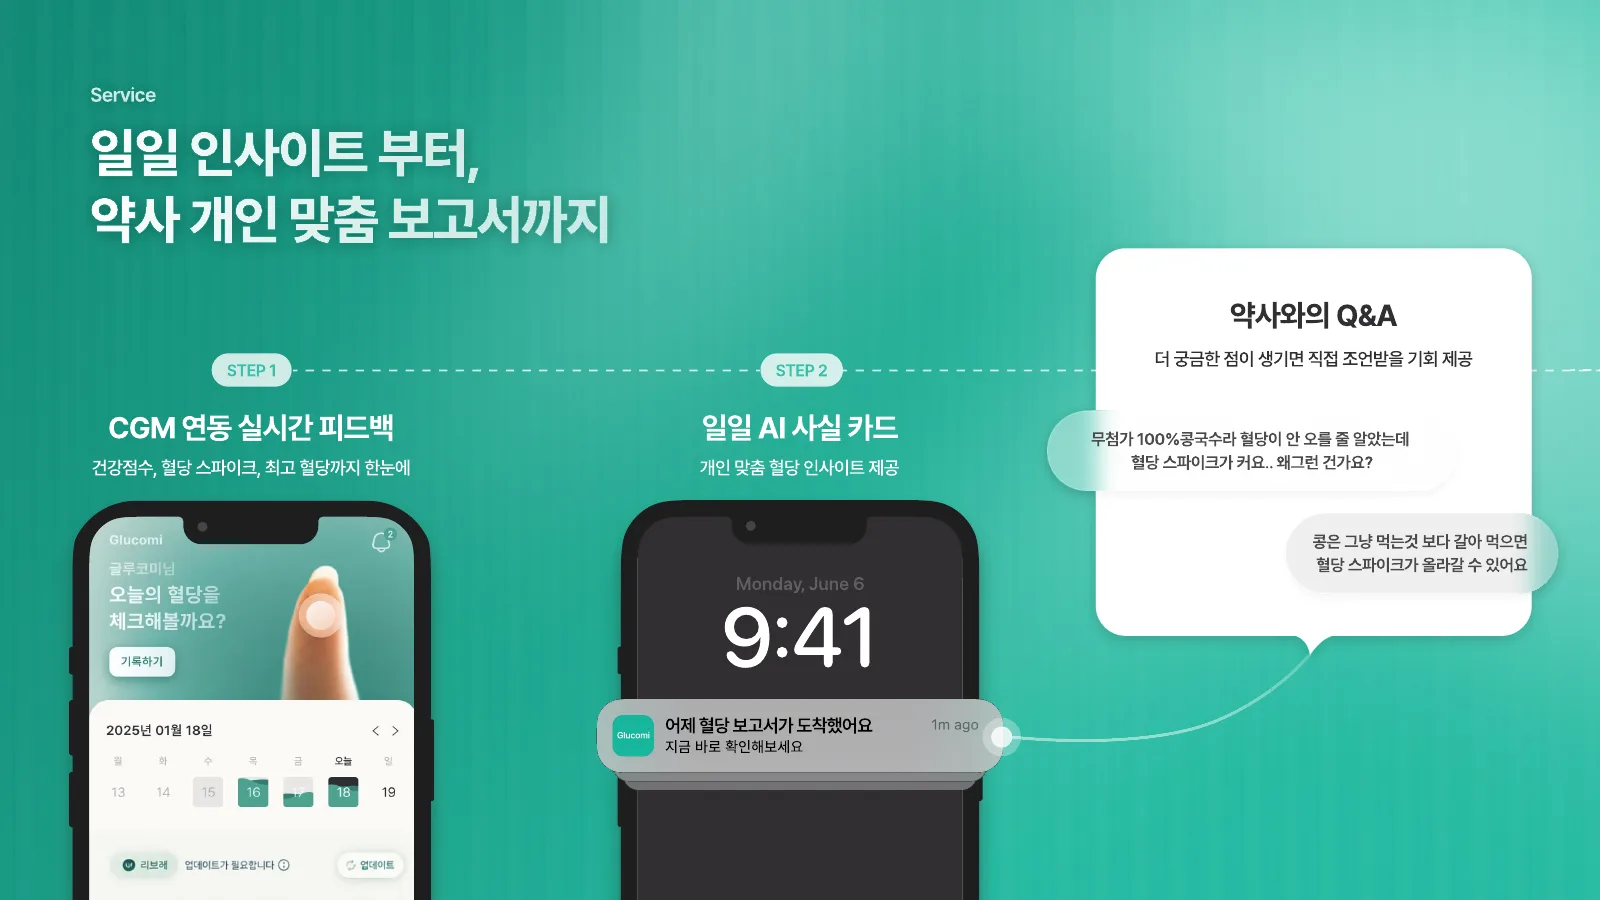 Service
일일 인사이트 부터,
약사 개인 맞춤 보고서까지
STEP 1
CGM 연동 실시간 피드백
건강점수, 혈당 스파이크, 최고 혈당까지 한눈에
Glucomi
2
글루코미님
오늘의 혈당을
체크해볼까요?
기록하기
2025년 01월 18일
월 화 수 목 금 오늘 일
13 14 15 16 17 18 19
리브레 업데이트가 필요합니다 업데이트
STEP 2
일일 AI 사실 카드
개인 맞춤 혈당 인사이트 제공
Monday, June 6
9:41
Glucomi
어제 혈당 보고서가 도착했어요 1m ago
지금 바로 확인해보세요
약사와의 Q&A
더 궁금한 점이 생기면 직접 조언받을 기회 제공
무첨가 100%콩국수라 혈당이 안 오를 줄 알았는데
혈당 스파이크가 커요.. 왜그런 건가요?
콩은 그냥 먹는것 보다 갈아 먹으면
혈당 스파이크가 올라갈 수 있어요